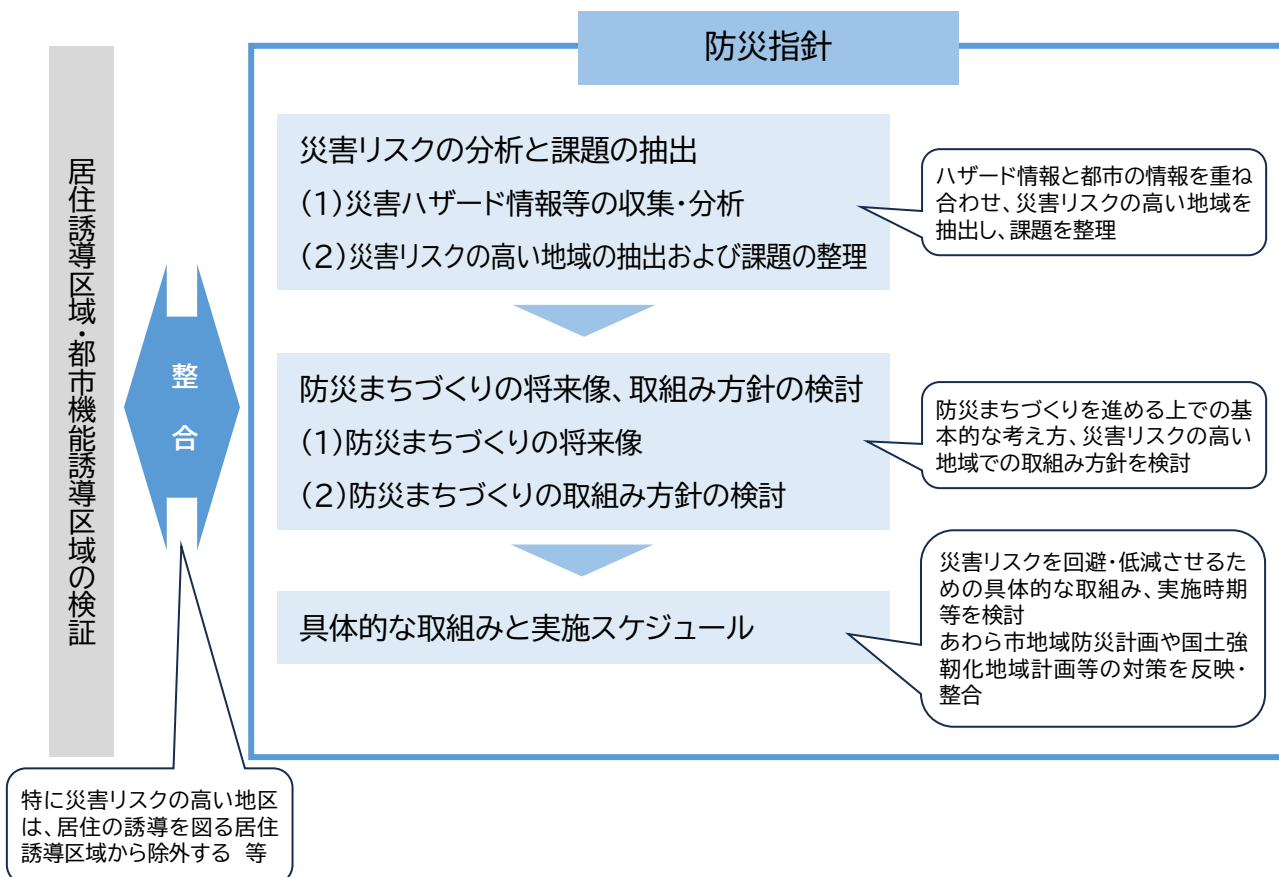 防災指針
居住誘導区域・都市機能誘導区域の検証
整合
災害リスクの分析と課題の抽出
(1)災害ハザード情報等の収集・分析
(2)災害リスクの高い地域の抽出および課題の整理
ハザード情報と都市の情報を重ね
合わせ、災害リスクの高い地域を
抽出し、課題を整理
防災まちづくりの将来像、取組み方針の検討
(1)防災まちづくりの将来像
(2)防災まちづくりの取組み方針の検討
防災まちづくりを進める上での基
本的な考え方、災害リスクの高い
地域での取組み方針を検討
具体的な取組みと実施スケジュール
災害リスクを回避・低減させるた
めの具体的な取組み、実施時期
等を検討
あわら市地域防災計画や国土強
靭化地域計画等の対策を反映・
整合
特に災害リスクの高い地区
は、居住の誘導を図る居住
誘導区域から除外する　等